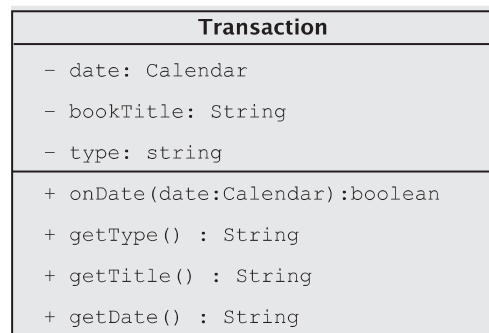 Transaction
- date: Calendar
- bookTitle: String
- type: string
+ onDate(date:Calendar):boolean
+ getType() : String
+ getTitle() : String
+ getDate() : String